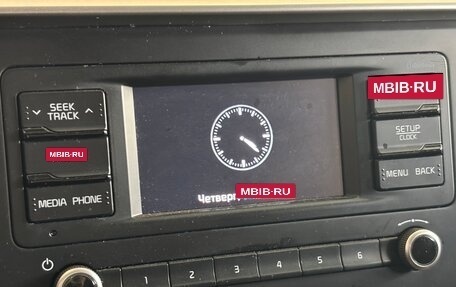 MBIB·RU
SEEK
TRACK
SETUP
CLOCK
MBIB·RU
MENU BACK
MEDIA PHONE
MBIB·RU
Четверг,
1 2 3 4 5 6